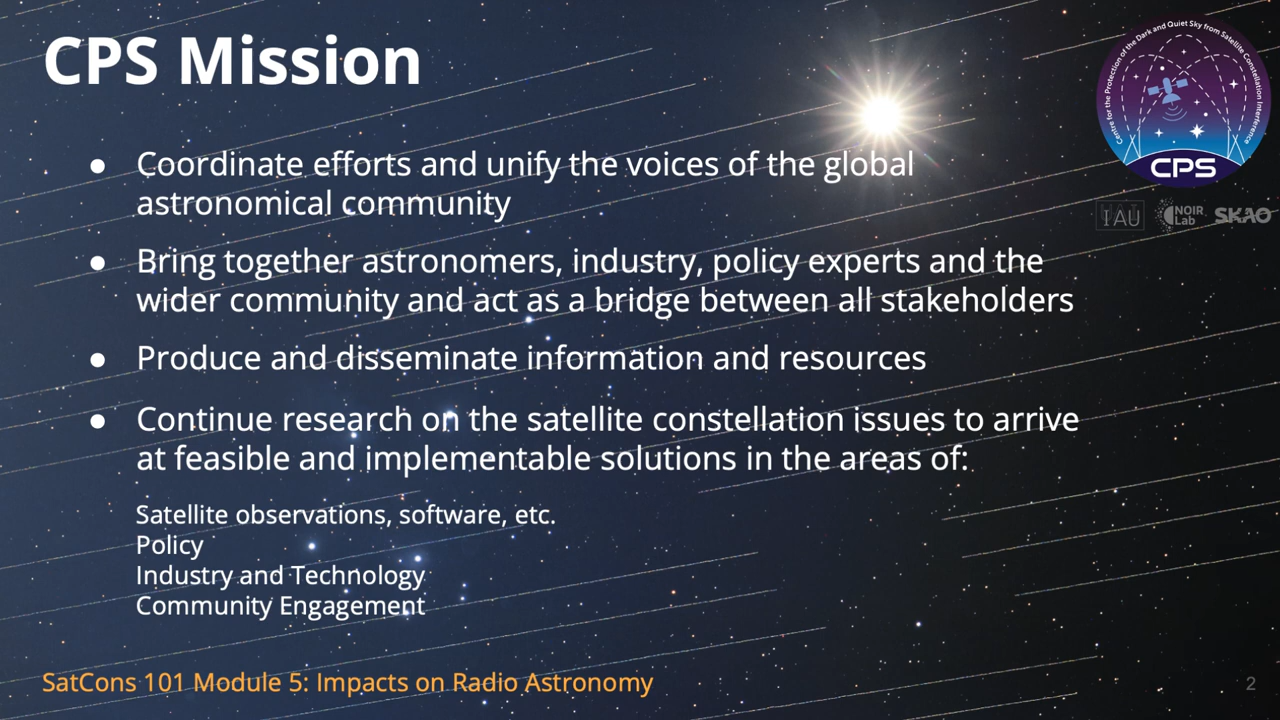 CPS Mission
Centre for the Protection of the Dark and Quiet Sky from Satellite Constellation Interference
CPS
IAU
NOIR
Lab
SKAO
● Coordinate efforts and unify the voices of the global
astronomical community
● Bring together astronomers, industry, policy experts and the
wider community and act as a bridge between all stakeholders
● Produce and disseminate information and resources
● Continue research on the satellite constellation issues to arrive
at feasible and implementable solutions in the areas of:
Satellite observations, software, etc.
Policy
Industry and Technology
Community Engagement
SatCons 101 Module 5: Impacts on Radio Astronomy
2